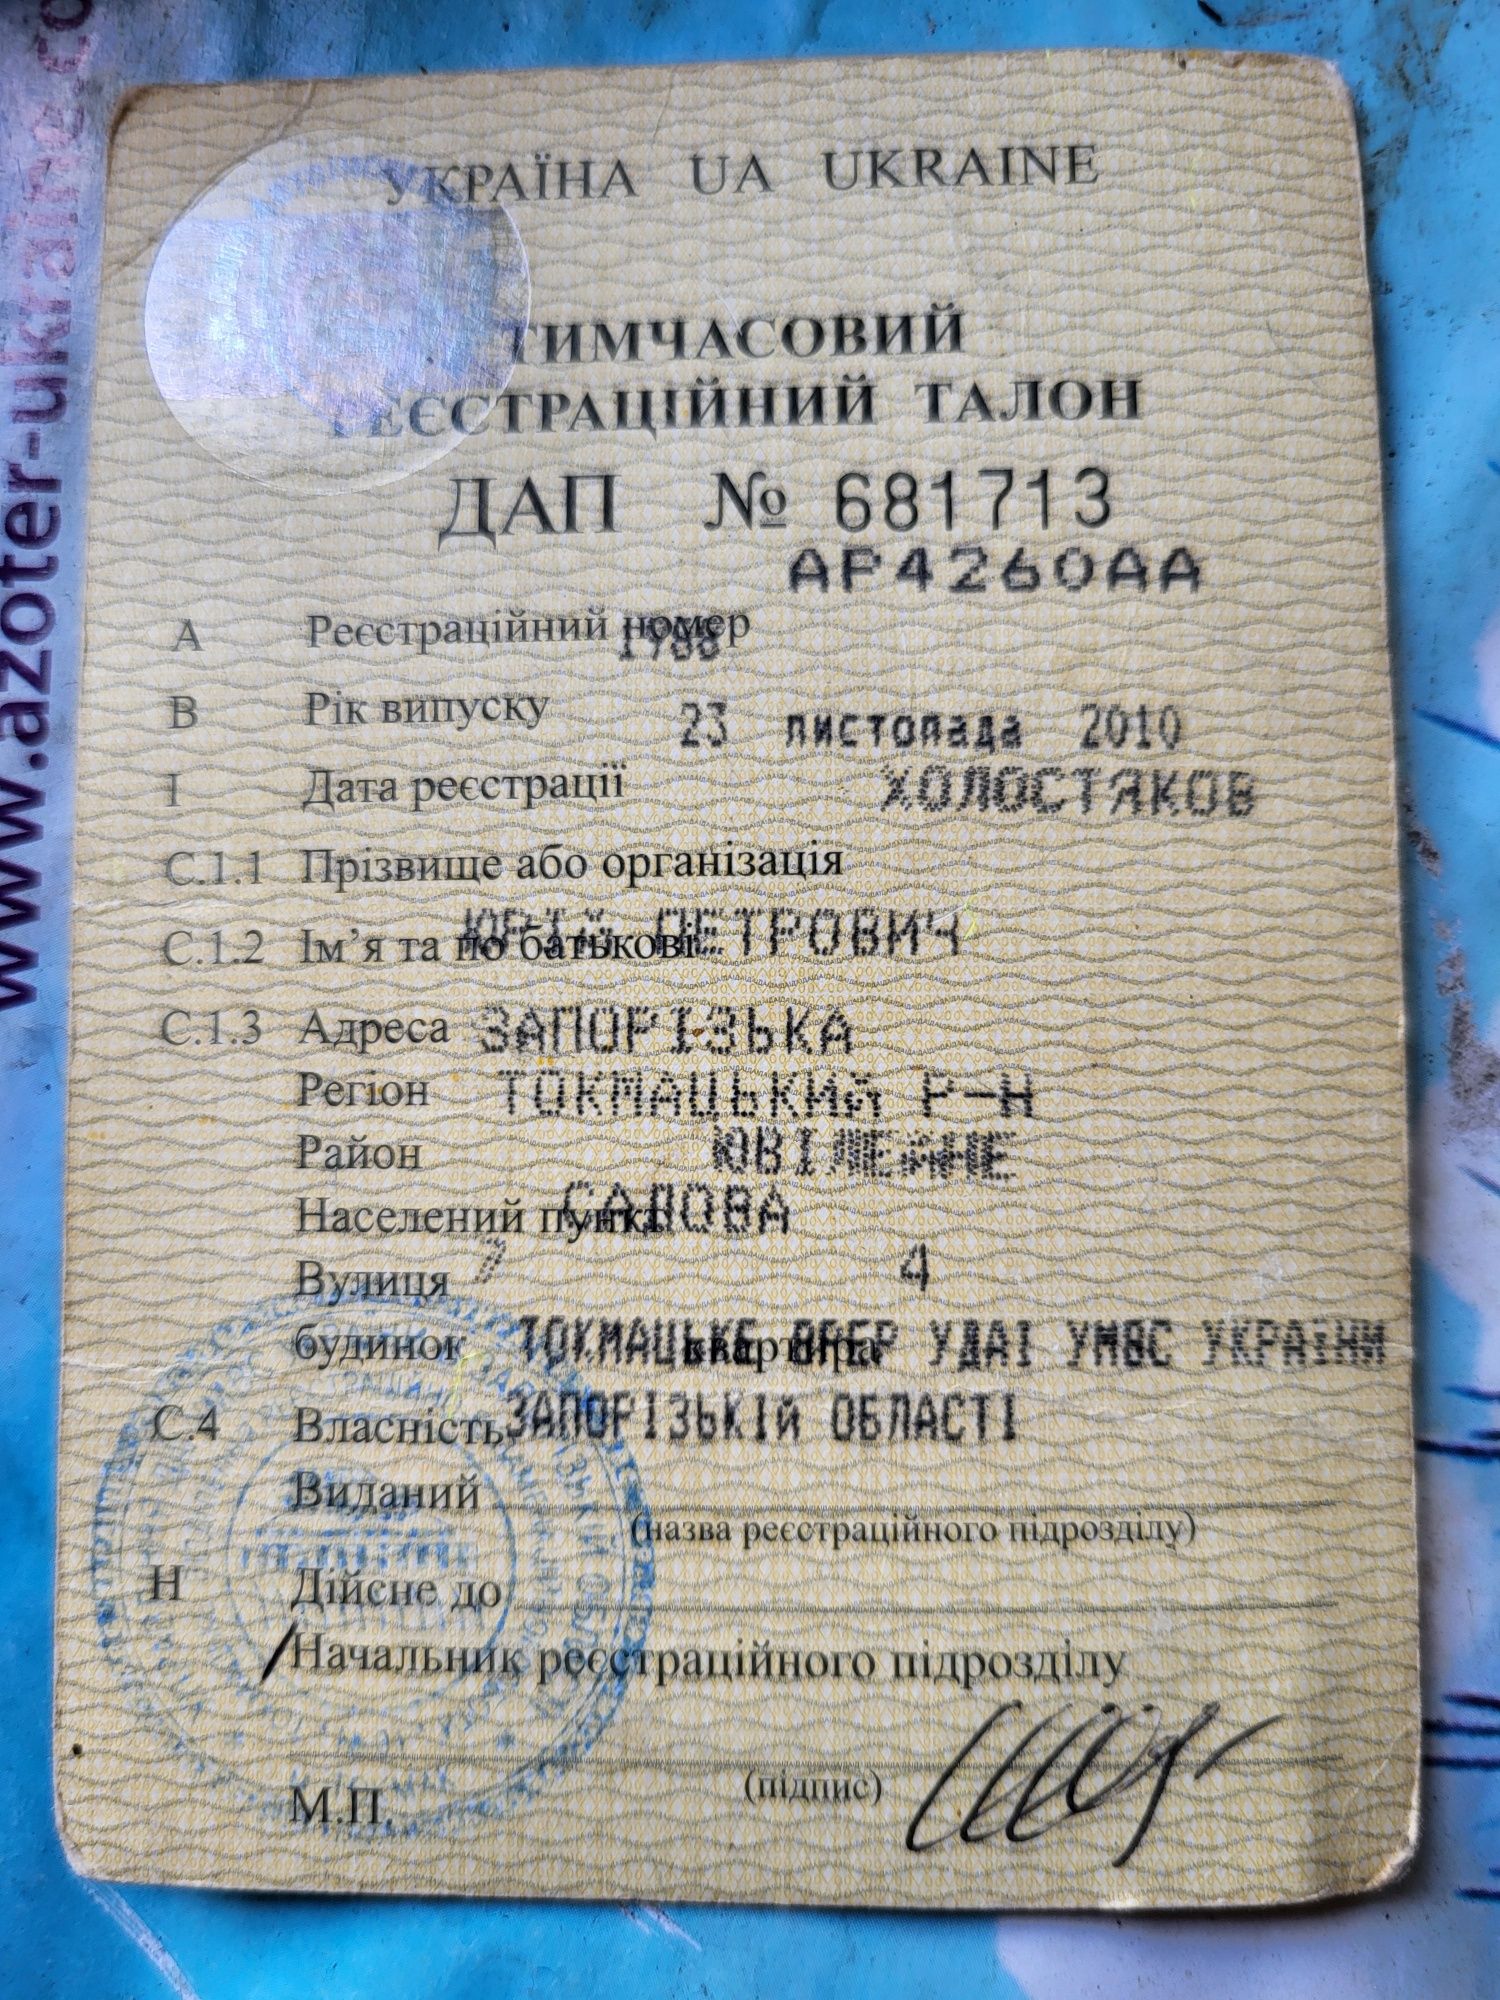 www.azoter-ukraine.co
УКРАЇНА UA UKRAINE
ТИМЧАСОВИЙ
РЕЄСТРАЦІЙНИЙ ТАЛОН
ДАП № 681713
АР4260АА
A Реєстраційний номер
1988
B Рік випуску
23 листопада 2010
I Дата реєстрації
ХОЛОСТЯКОВ
C.1.1 Прізвище або організація
ЮРІЙ ПЕТРОВИЧ
C.1.2 Ім’я та по батькові
C.1.3 Адреса ЗАПОРІЗЬКА
Регіон ТОКМАЦЬКИЙ Р-Н
Район ЮВІЛЕЙНЕ
САДОВА
Населений пункт
Вулиця 7 4
будинок квартира
ТОКМАЦЬКЕ ВРЕР УДАІ УМВС УКРАЇНИ
ЗАПОРІЗЬКІЙ ОБЛАСТІ
C.4 Власність
Виданий
(назва реєстраційного підрозділу)
H Дійсне до
Начальник реєстраційного підрозділу
(підпис)
М.П.